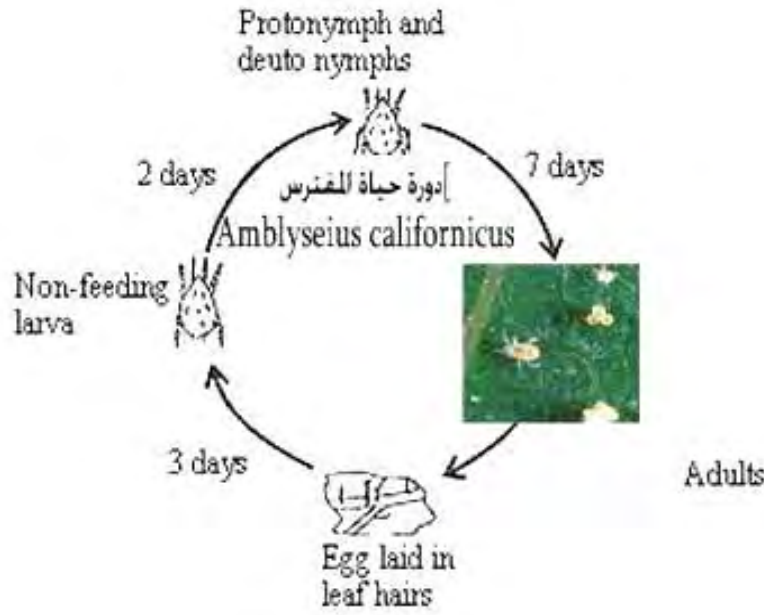 Protonymph and
deuto nymphs
2 days
7 days
دورة حياة المفترس]
Amblyseius californicus
Non-feeding
larva
3 days
Adults
Egg laid in
leaf hairs